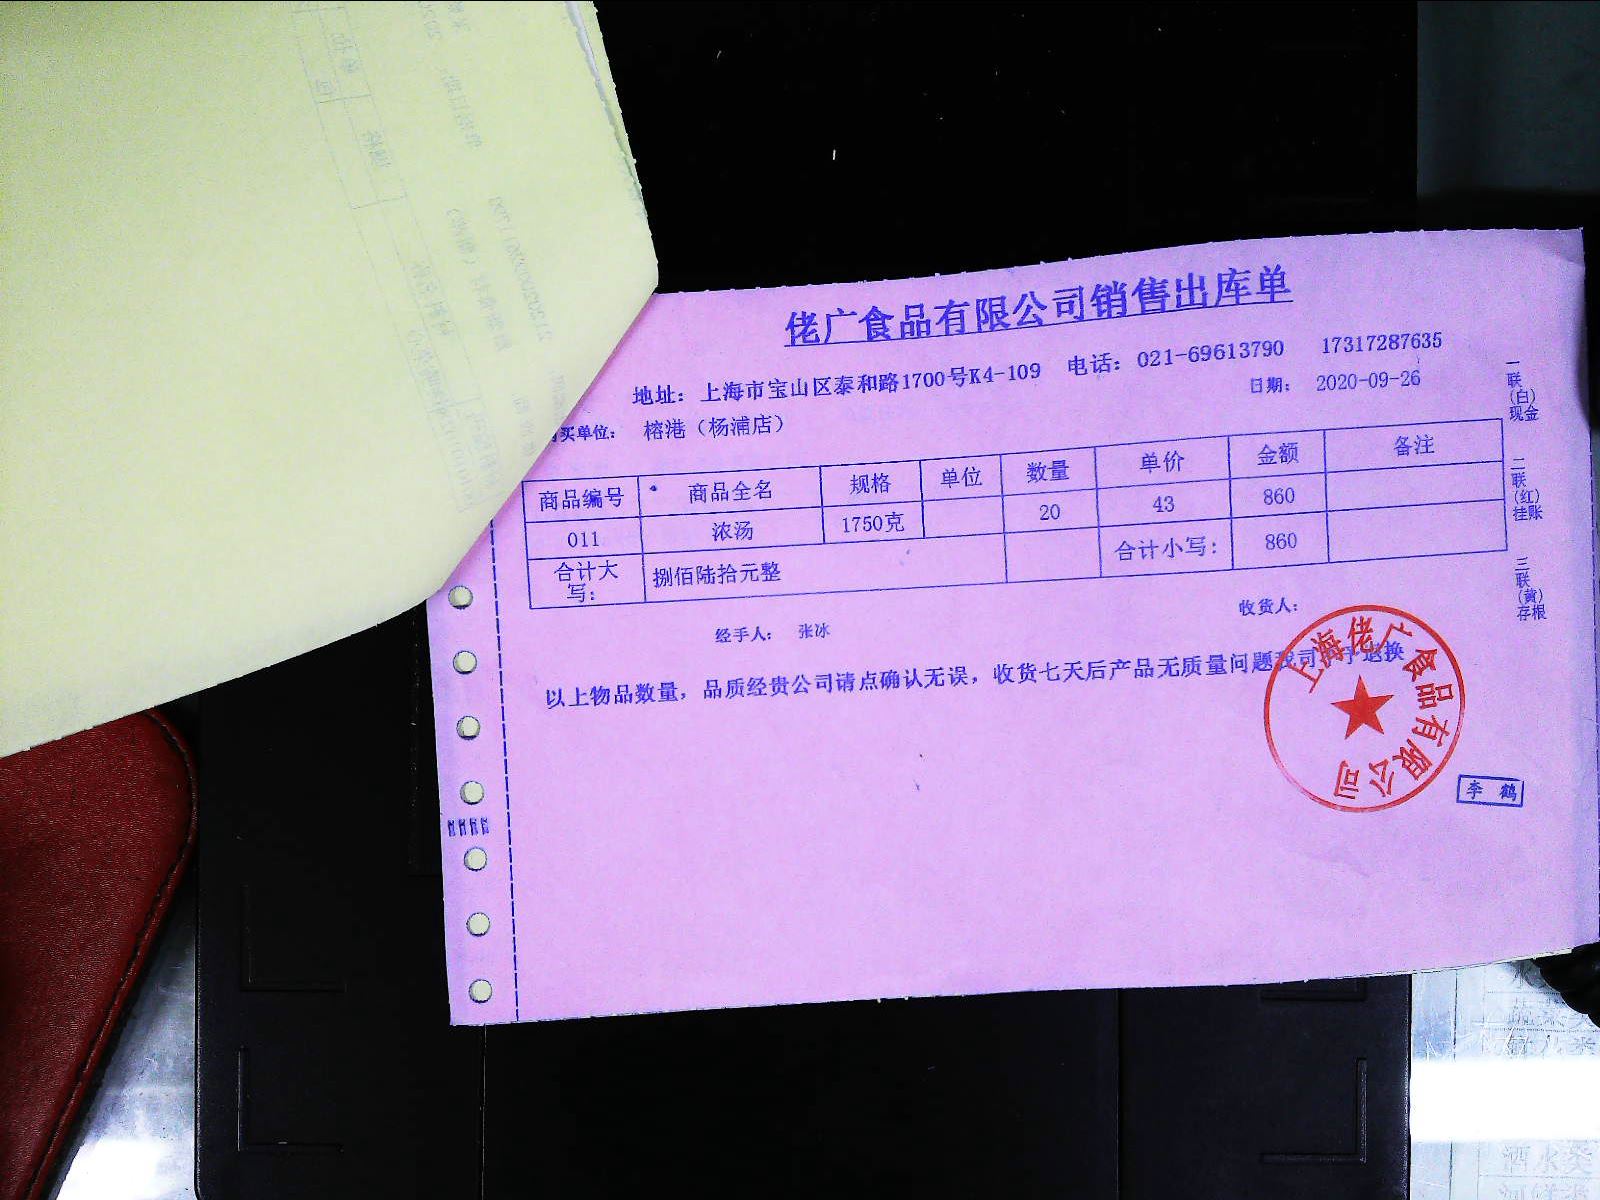 佬广食品有限公司销售出库单
地址：上海市宝山区泰和路1700号K4-109 电话：021-69613790 17317287635
日期： 2020-09-26
买单位： 榕港（杨浦店）
商品编号 商品全名 规格 单位 数量 单价 金额 备注
011 浓汤 1750克 20 43 860
合计大写： 捌佰陆拾元整 合计小写： 860
经手人： 张冰 收货人：
以上物品数量，品质经贵公司请点确认无误，收货七天后产品无质量问题我司 予退换
一联（白）现金
二联（红）挂账
三联（黄）存根
上海佬广食品有限公司
李鹤
酒水类